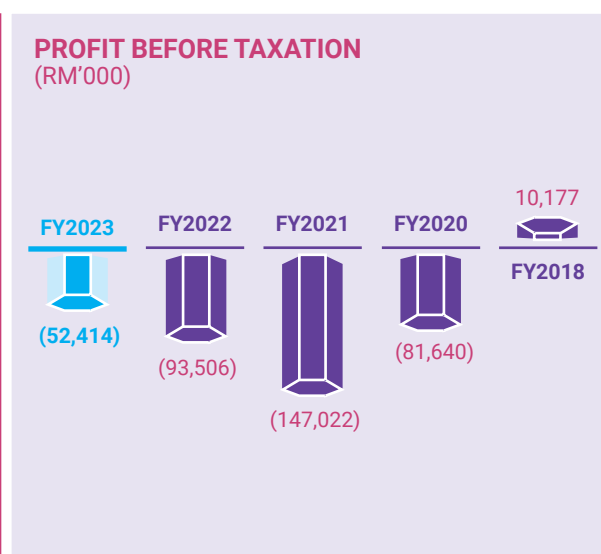 PROFIT BEFORE TAXATION
(RM’000)
FY2023
(52,414)
FY2022
(93,506)
FY2021
(147,022)
FY2020
(81,640)
10,177
FY2018